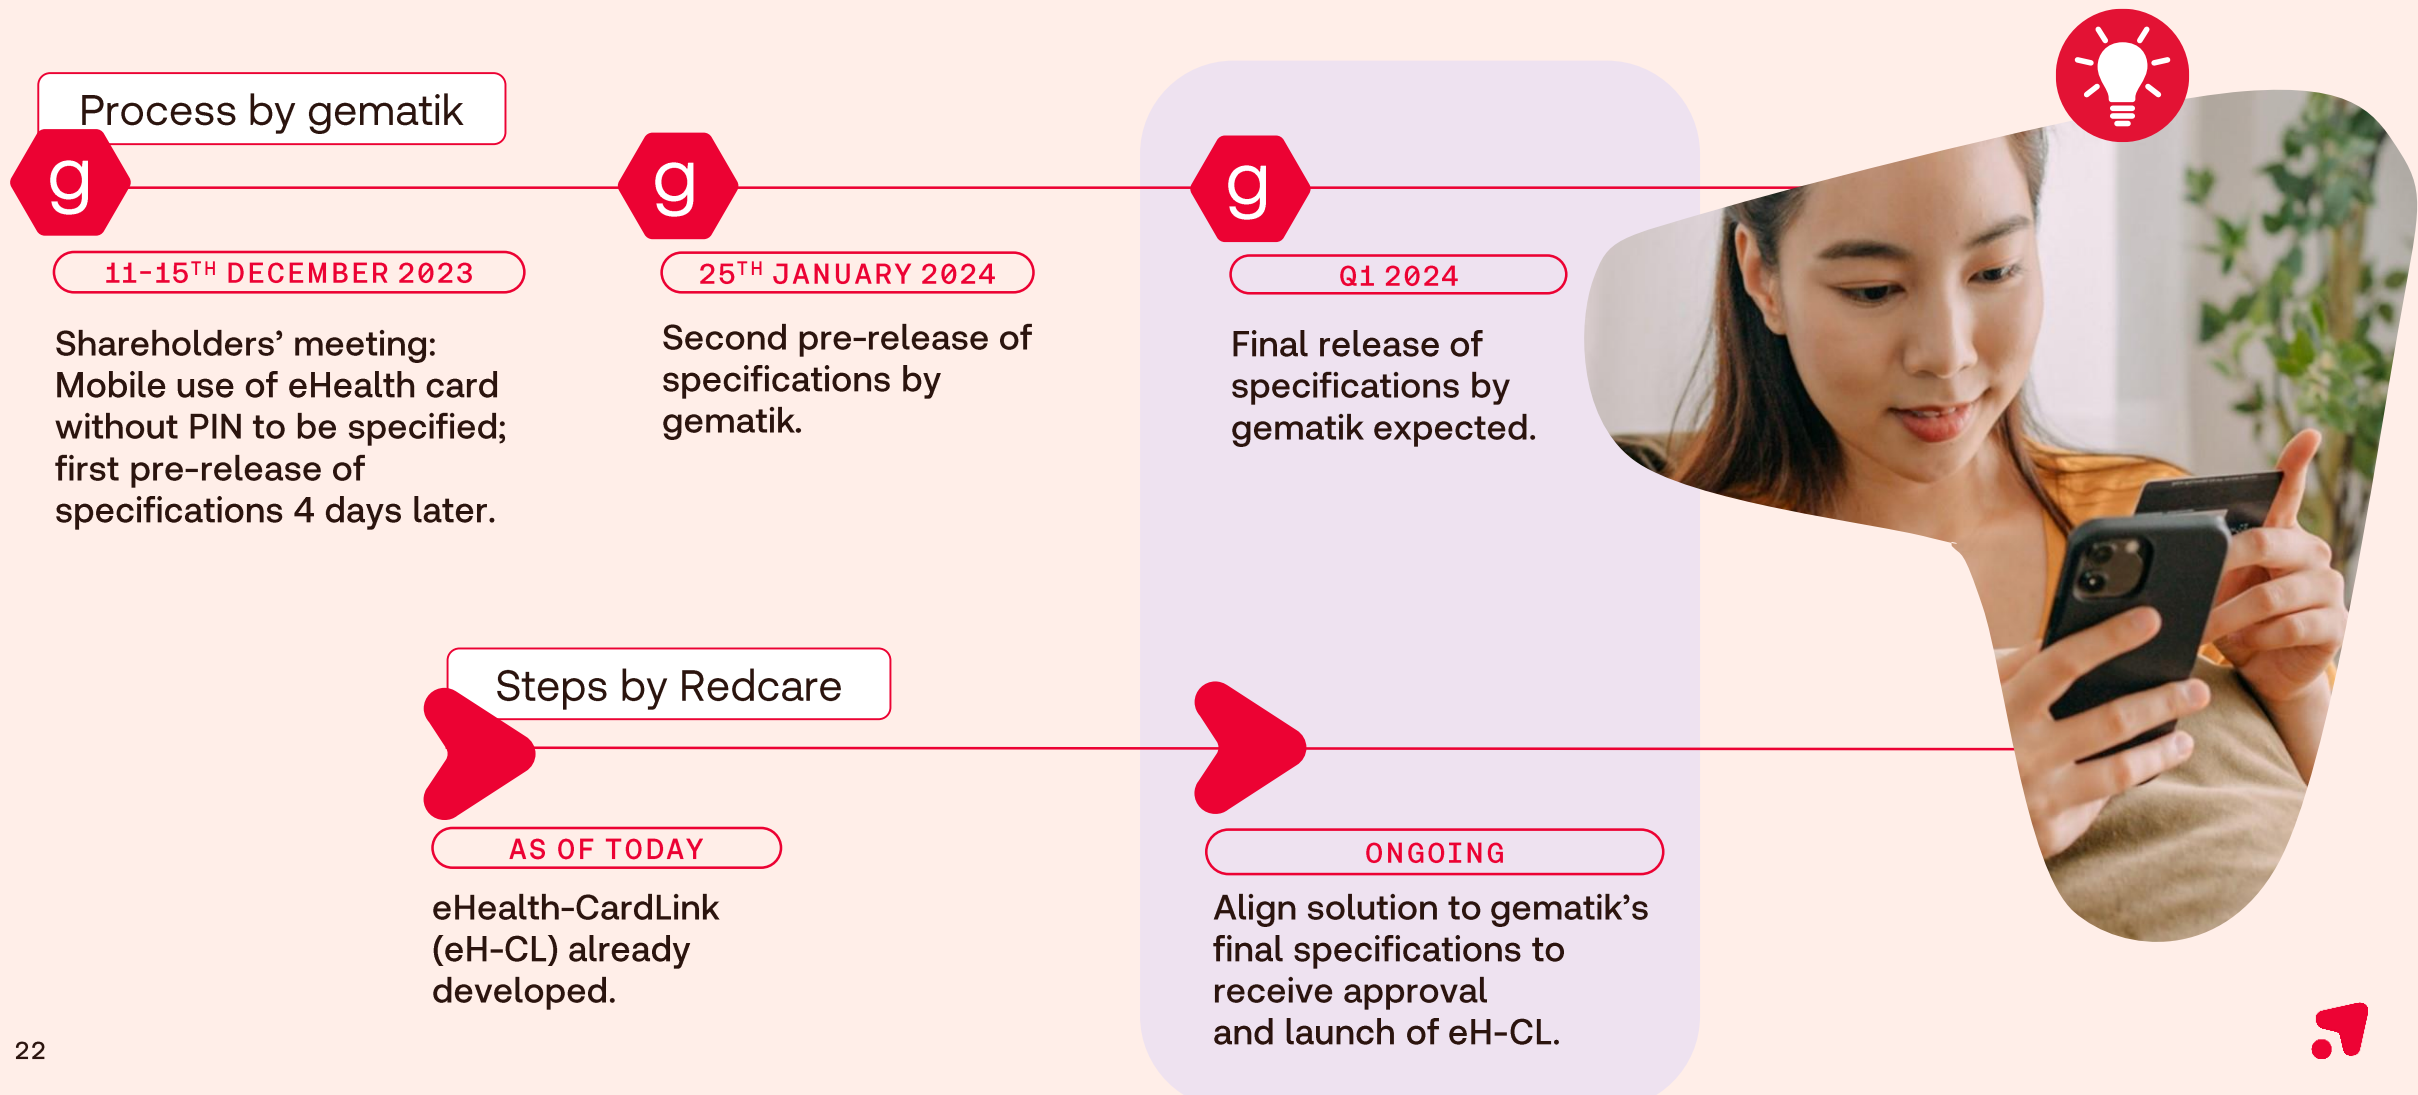 Process by gematik
g
g
g
11-15TH DECEMBER 2023
Shareholders’ meeting:
Mobile use of eHealth card
without PIN to be specified;
first pre-release of
specifications 4 days later.
25TH JANUARY 2024
Second pre-release of
specifications by
gematik.
Q1 2024
Final release of
specifications by
gematik expected.
Steps by Redcare
AS OF TODAY
eHealth-CardLink
(eH-CL) already
developed.
ONGOING
Align solution to gematik’s
final specifications to
receive approval
and launch of eH-CL.
22